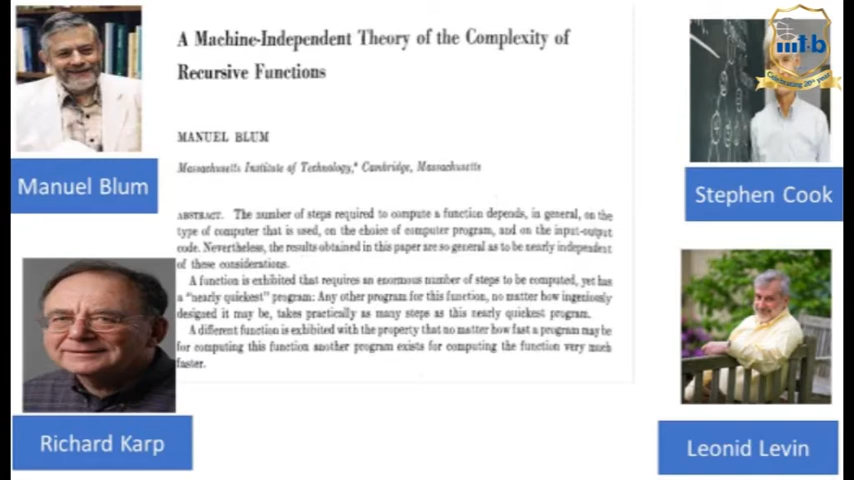 A Machine-Independent Theory of the Complexity of
Recursive Functions
MANUEL BLUM
Massachusetts Institute of Technology,* Cambridge, Massachusetts
ABSTRACT. The number of steps required to compute a function depends, in general, on the
type of computer that is used, on the choice of computer program, and on the input-output
code. Nevertheless, the results obtained in this paper are so general as to be nearly independent
of these considerations.
A function is exhibited that requires an enormous number of steps to be computed, yet has
a "nearly quickest" program: Any other program for this function, no matter how ingeniously
designed it may be, takes practically as many steps as this nearly quickest program.
A different function is exhibited with the property that no matter how fast a program may be
for computing this function another program exists for computing the function very much
faster.
Manuel Blum
Stephen Cook
Richard Karp
Leonid Levin
iiit-b
Celebrating 20th year